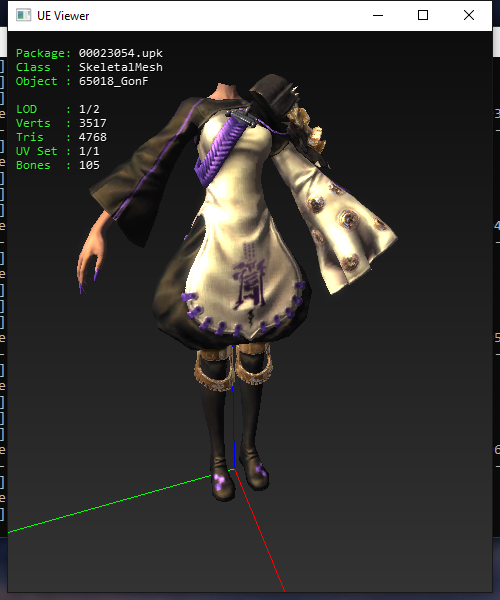 UE Viewer
Package: 00023054.upk
Class : SkeletalMesh
Object : 65018_GonF
LOD : 1/2
Verts : 3517
Tris : 4768
UV Set : 1/1
Bones : 105